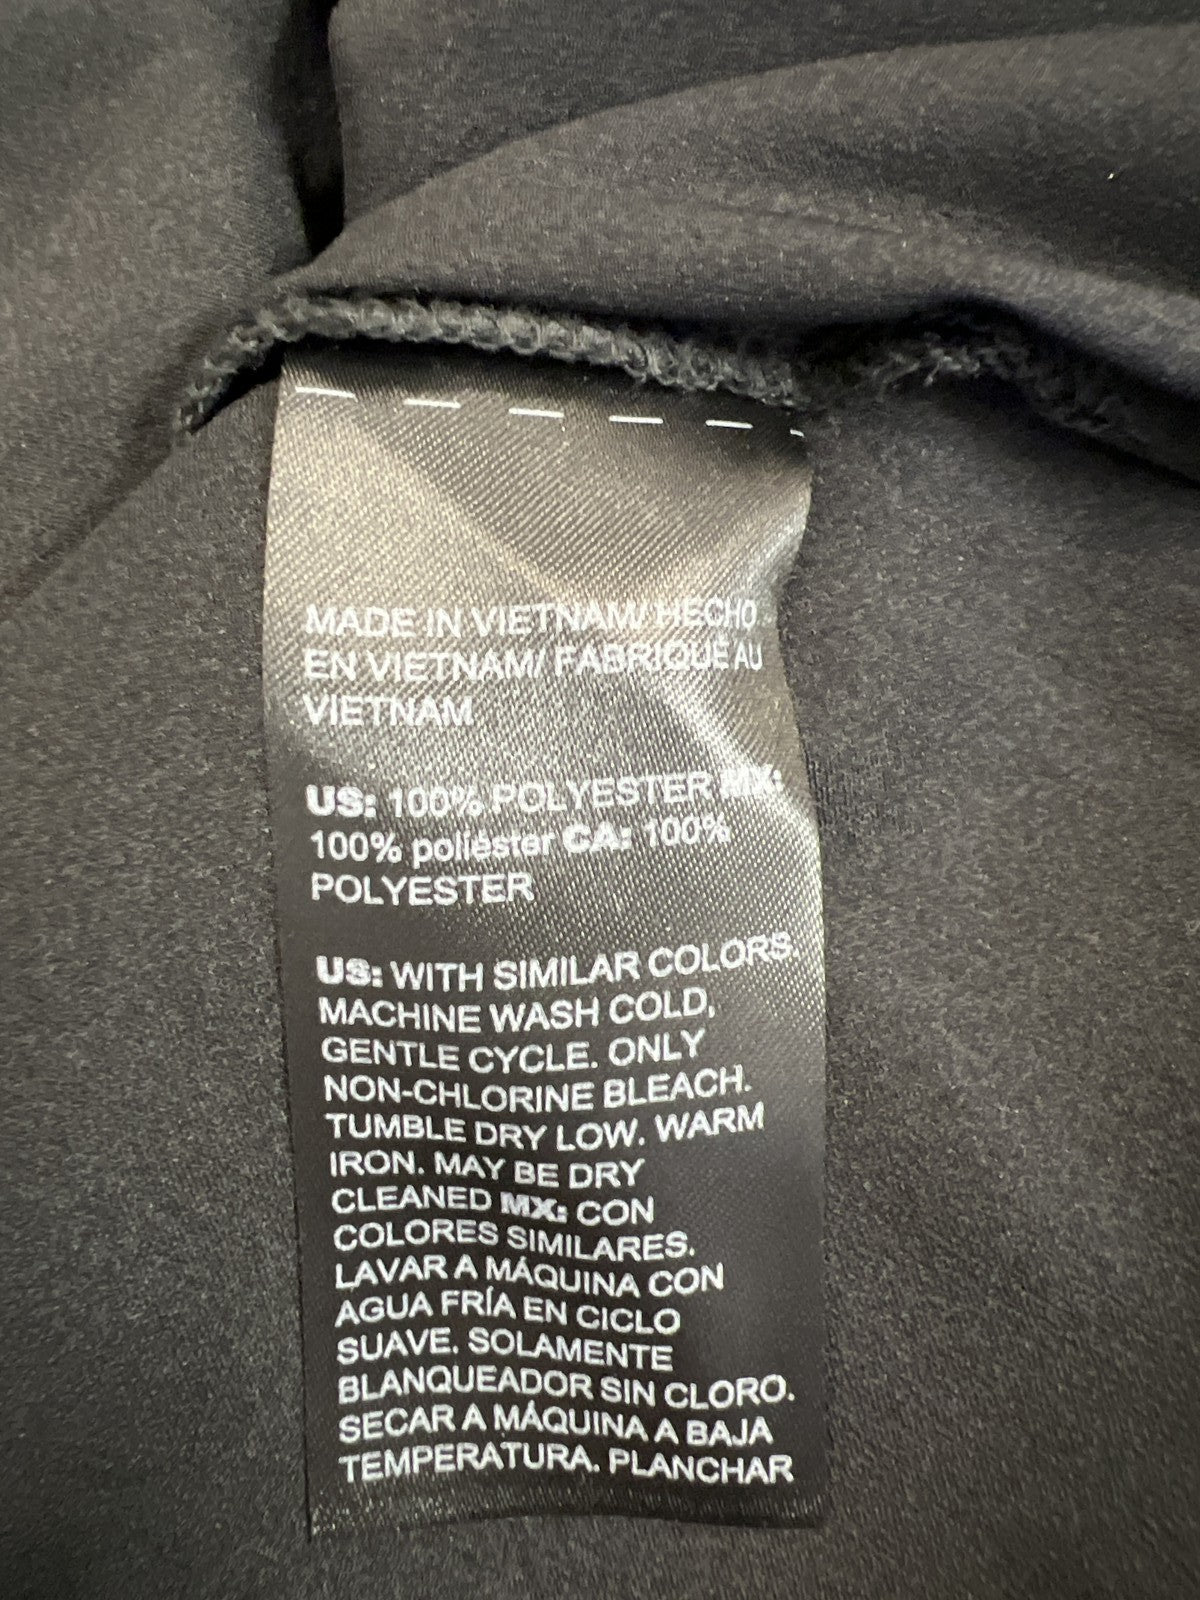 MADE IN VIETNAM/ HECHO
EN VIETNAM/ FABRIQUÉ AU
VIETNAM
US: 100% POLYESTER MX:
100% poliéster CA: 100%
POLYESTER
US: WITH SIMILAR COLORS.
MACHINE WASH COLD,
GENTLE CYCLE. ONLY
NON-CHLORINE BLEACH.
TUMBLE DRY LOW. WARM
IRON. MAY BE DRY
CLEANED MX: CON
COLORES SIMILARES.
LAVAR A MÁQUINA CON
AGUA FRÍA EN CICLO
SUAVE. SOLAMENTE
BLANQUEADOR SIN CLORO.
SECAR A MÁQUINA A BAJA
TEMPERATURA. PLANCHAR